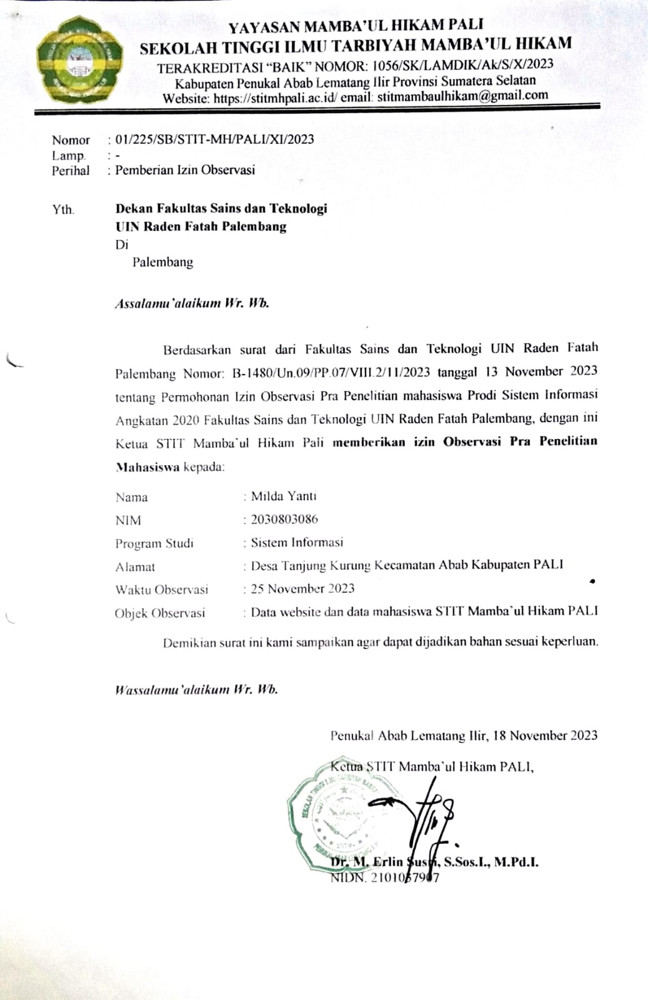 YAYASAN MAMBA'UL HIKAM PALI
SEKOLAH TINGGI ILMU TARBIYAH MAMBA'UL HIKAM
TERAKREDITASI “BAIK” NOMOR: 1056/SK/LAMDIK/Ak/S/X/2023
Kabupaten Penukal Abab Lematang Ilir Provinsi Sumatera Selatan
Website: https://stitmhpali.ac.id/ email: stitmambaulhikam@gmail.com
Nomor : 01/225/SB/STIT-MH/PALI/XI/2023
Lamp. : -
Perihal : Pemberian Izin Observasi
Yth. Dekan Fakultas Sains dan Teknologi
UIN Raden Fatah Palembang
Di
Palembang
Assalamu`alaikum Wr. Wb.
Berdasarkan surat dari Fakultas Sains dan Teknologi UIN Raden Fatah
Palembang Nomor: B-1480/Un.09/PP.07/VIII.2/11/2023 tanggal 13 November 2023
tentang Permohonan Izin Observasi Pra Penelitian mahasiswa Prodi Sistem Informasi
Angkatan 2020 Fakultas Sains dan Teknologi UIN Raden Fatah Palembang, dengan ini
Ketua STIT Mamba`ul Hikam Pali memberikan izin Observasi Pra Penelitian
Mahasiswa kepada:
Nama : Milda Yanti
NIM : 2030803086
Program Studi : Sistem Informasi
Alamat : Desa Tanjung Kurung Kecamatan Abab Kabupaten PALI
Waktu Observasi : 25 November 2023
Objek Observasi : Data website dan data mahasiswa STIT Mamba`ul Hikam PALI
Demikian surat ini kami sampaikan agar dapat dijadikan bahan sesuai keperluan.
Wassalamu'alaikum Wr. Wb.
Penukal Abab Lematang Ilir, 18 November 2023
Ketua STIT Mamba`ul Hikam PALI,
Dr. M. Erlin Susri, S.Sos.I., M.Pd.I.
NIDN.